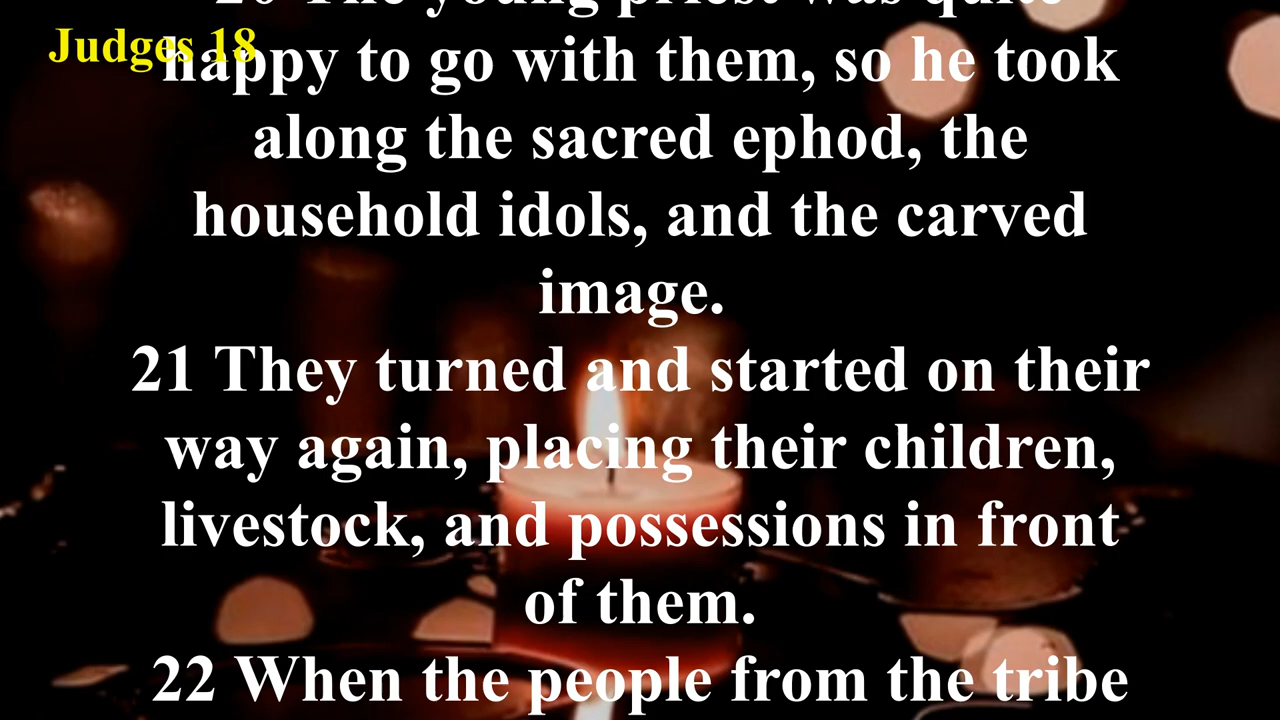 20 The young priest was quite
Judges 18
happy to go with them, so he took
along the sacred ephod, the
household idols, and the carved
image.
21 They turned and started on their
way again, placing their children,
livestock, and possessions in front
of them.
22 When the people from the tribe